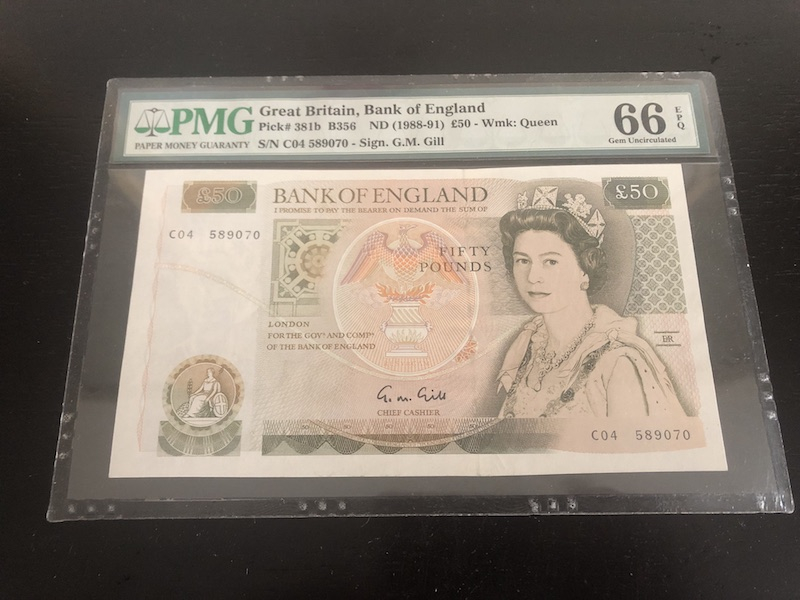 PMG
PAPER MONEY GUARANTY
Great Britain, Bank of England
Pick# 381b B356 ND (1988-91) £50 - Wmk: Queen
S/N C04 589070 - Sign. G.M. Gill
66 EPQ
Gem Uncirculated
£50
BANK OF ENGLAND
£50
I PROMISE TO PAY THE BEARER ON DEMAND THE SUM OF
C04 589070
FIFTY
POUNDS
LONDON
FOR THE GOVR AND COMPA
OF THE BANK OF ENGLAND
ER
G. M. Gill
CHIEF CASHIER
C04 589070